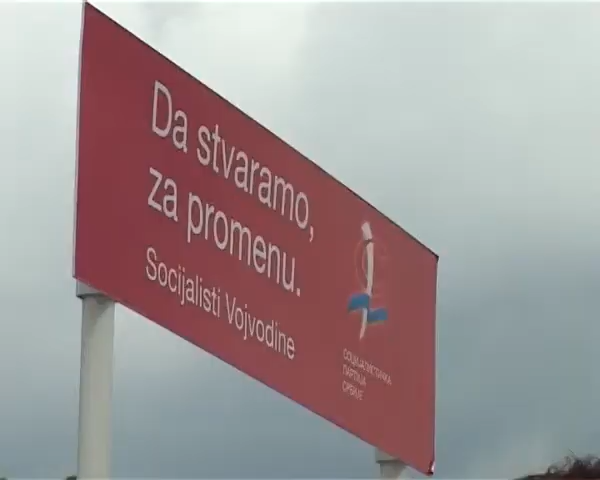 Da stvaramo,
za promenu.
Socijalisti Vojvodine
СОЦИЈАЛИСТИЧКА
ПАРТИЈА
СРБИЈЕ